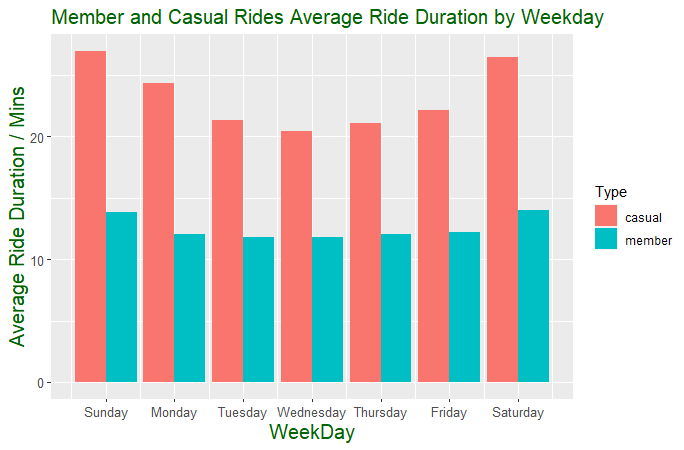 Member and Casual Rides Average Ride Duration by Weekday
Average Ride Duration / Mins
20
10
0
Sunday Monday Tuesday Wednesday Thursday Friday Saturday
WeekDay
Type
casual
member